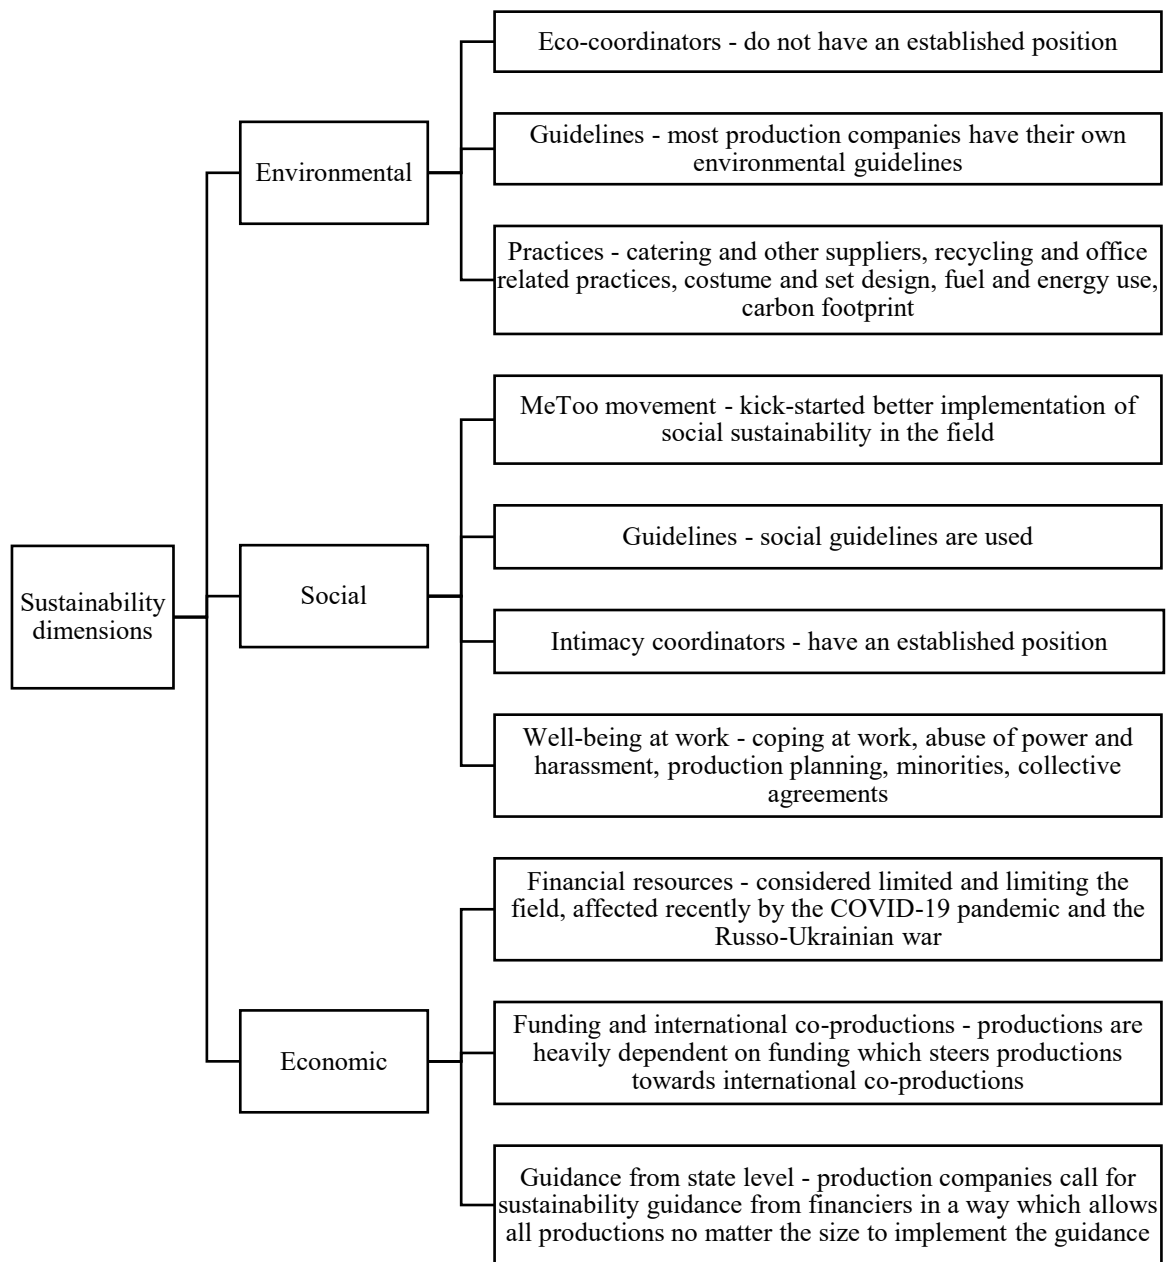 Sustainability
dimensions
Environmental
Eco-coordinators - do not have an established position
Guidelines - most production companies have their own
environmental guidelines
Practices - catering and other suppliers, recycling and office
related practices, costume and set design, fuel and energy use,
carbon footprint
Social
MeToo movement - kick-started better implementation of
social sustainability in the field
Guidelines - social guidelines are used
Intimacy coordinators - have an established position
Well-being at work - coping at work, abuse of power and
harassment, production planning, minorities, collective
agreements
Economic
Financial resources - considered limited and limiting the
field, affected recently by the COVID-19 pandemic and the
Russo-Ukrainian war
Funding and international co-productions - productions are
heavily dependent on funding which steers productions
towards international co-productions
Guidance from state level - production companies call for
sustainability guidance from financiers in a way which allows
all productions no matter the size to implement the guidance